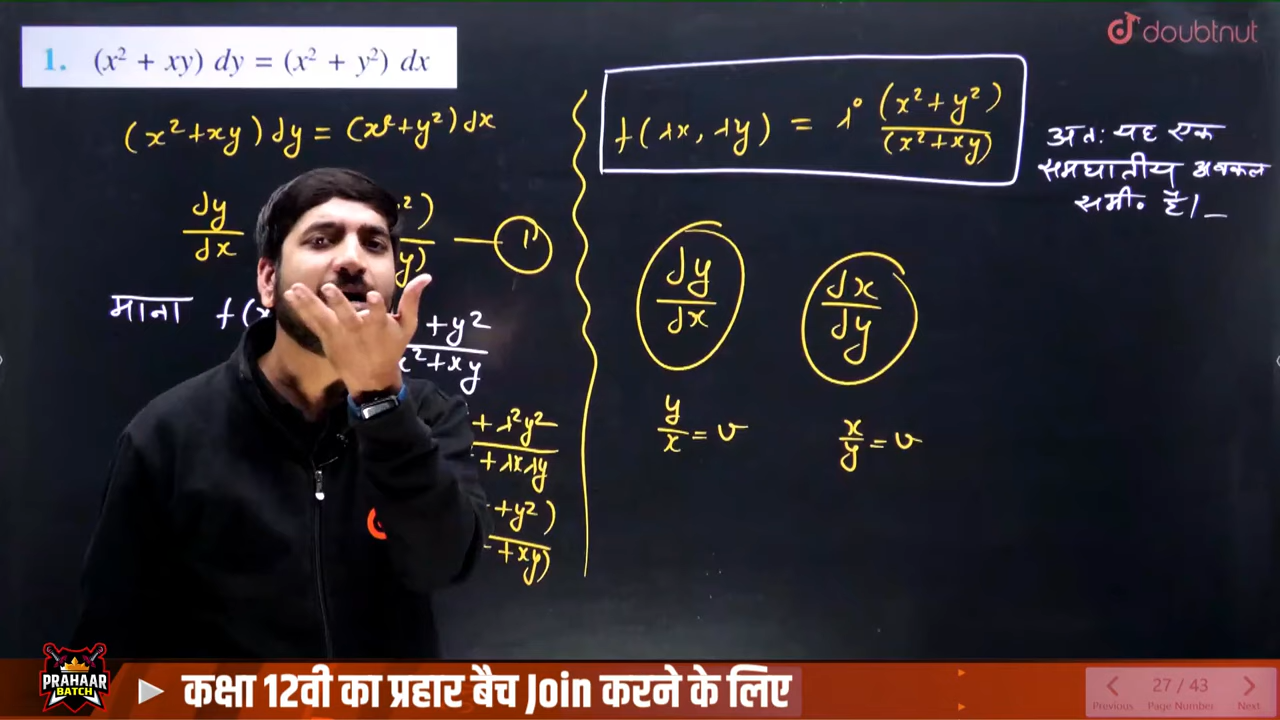 1. (x² + xy) dy = (x² + y²) dx
doubtnut
(x²+xy) dy = (x²+y²) dx
dy/dx
²)
y)
1
माना f(x
+y²
x²+xy
+λ²y²
+λxλy
+y²)
+xy)
f(λx, λy) = λ⁰ (x²+y²)/(x²+xy)
अतः यह एक
समघातीय अवकल
समी० है।
dy/dx
dx/dy
y/x = v
x/y = v
PRAHAAR
BATCH
कक्षा 12वी का प्रहार बैच Join करने के लिए
27 / 43
Previous Page Number Next